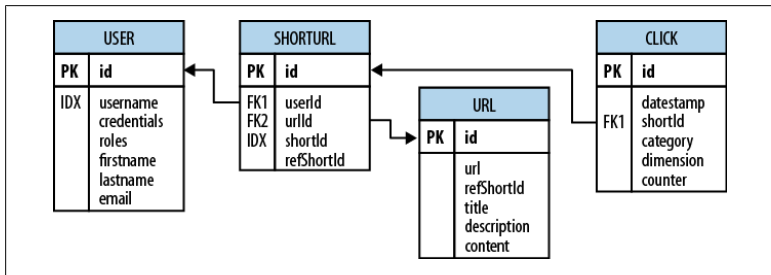 USER
PK id
IDX username
credentials
roles
firstname
lastname
email
SHORTURL
PK id
FK1 userId
FK2 urlId
IDX shortId
refShortId
URL
PK id
url
refShortId
title
description
content
CLICK
PK id
datestamp
FK1 shortId
category
dimension
counter